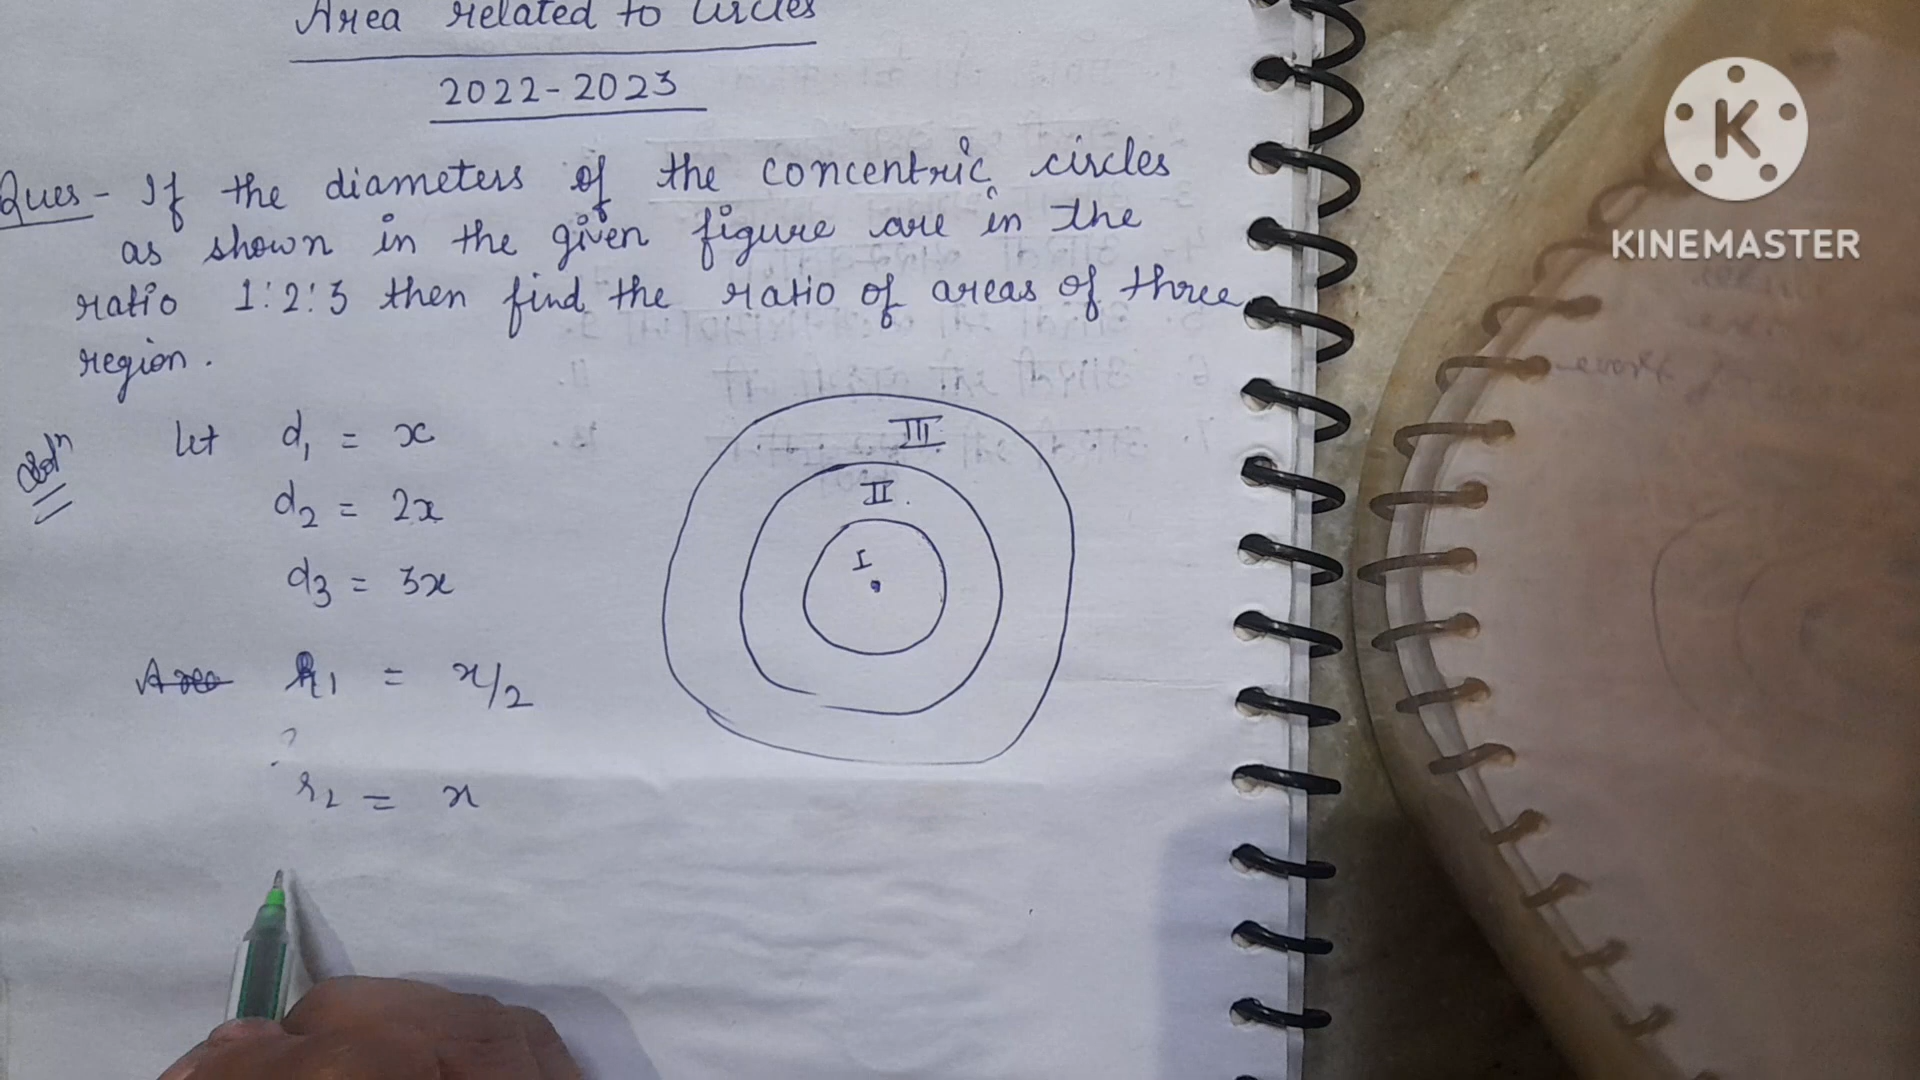 Area related to Circles
2022-2023
Ques - If the diameters of the concentric circles
as shown in the given figure are in the
ratio 1:2:3 then find the ratio of areas of three
region.
Solⁿ
Let d₁ = x
d₂ = 2x
d₃ = 3x
r₁ = x/2
r₂ = x
III
II
I
K
KINEMASTER